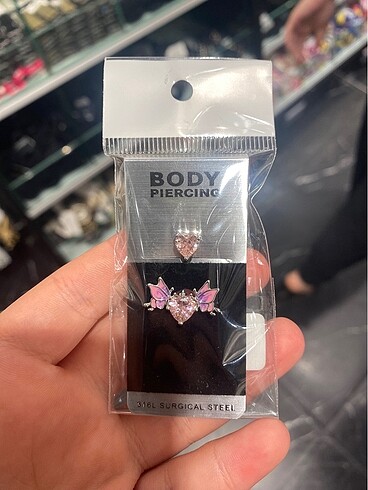 BODY
PIERCING
316L SURGICAL STEEL